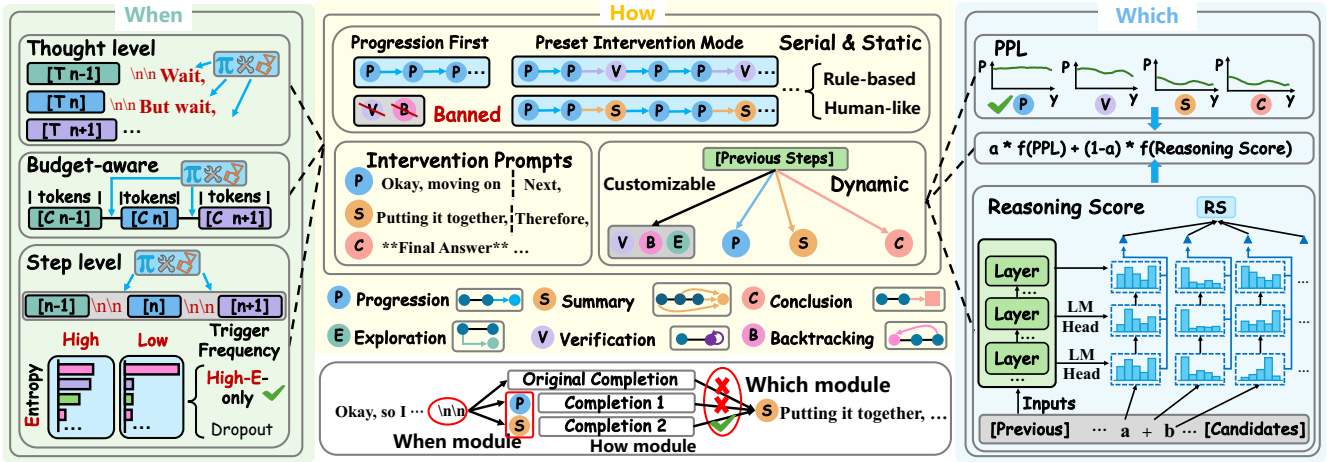 When
Thought level
[T n-1] \n\n Wait,
[T n] \n\n But wait,
[T n+1] ...
Budget-aware
| tokens | |tokens| | tokens |
[C n-1] [C n] [C n+1]
Step level
[n-1] \n\n [n] \n\n [n+1]
High Low
Entropy
...
...
Trigger
Frequency
High-E-
only
Dropout
How
Progression First
P P P ...
V B Banned
Preset Intervention Mode
P P V P P V ...
P P S P P S ...
Serial & Static
... Rule-based
Human-like
Intervention Prompts
P Okay, moving on Next,
S Putting it together, Therefore,
C **Final Answer** ...
[Previous Steps]
Customizable Dynamic
V B E P S C
P Progression S Summary C Conclusion
E Exploration V Verification B Backtracking
Okay, so I ... \n\n
When module
Original Completion
P Completion 1
S Completion 2
How module
Which module
S Putting it together, ...
Which
PPL
P P P P
y y y y
P V S C
a * f(PPL) + (1-a) * f(Reasoning Score)
Reasoning Score RS
Layer
...
Layer
...
Layer
...
LM
Head
LM
Head
...
...
...
Inputs
[Previous] ... a + b ... [Candidates]